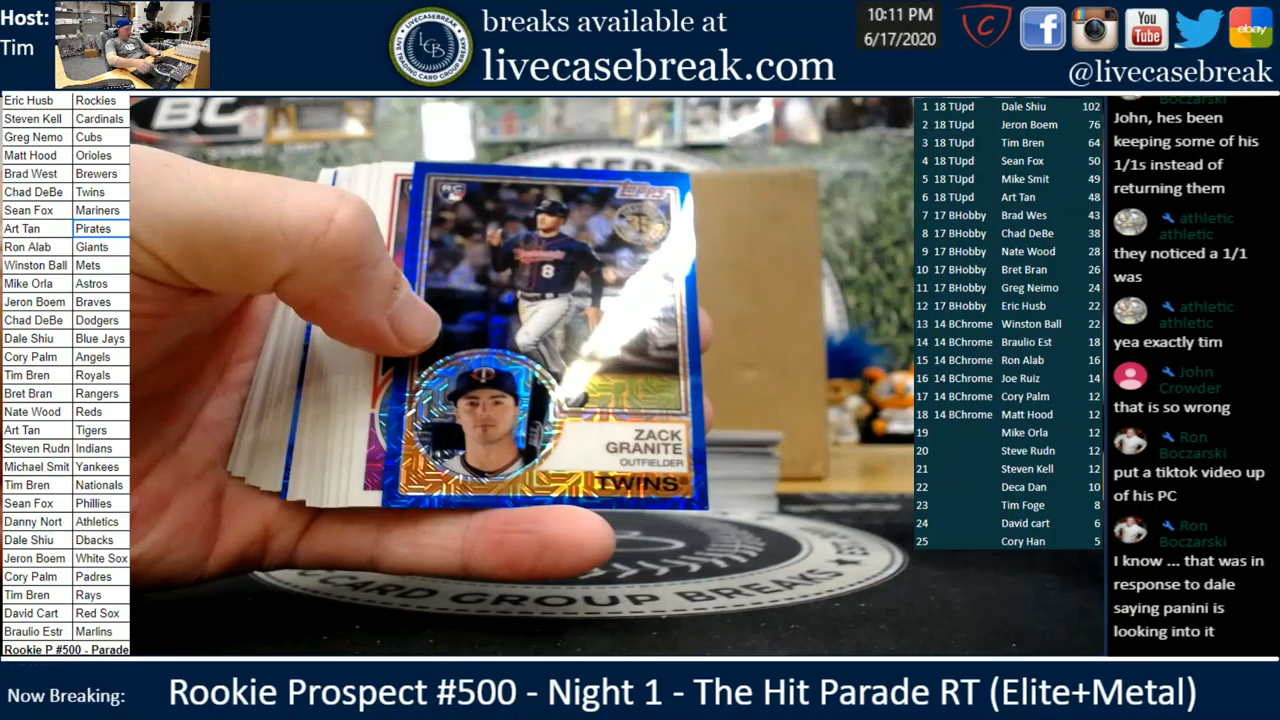 Host:
Tim
LIVECASEBREAK
LCB
LIVE TRADING CARD GROUP BREAKS
breaks available at
livecasebreak.com
10:11 PM
6/17/2020
You
Tube
ebay
@livecasebreak
Eric Husb Rockies
Steven Kell Cardinals
Greg Nemo Cubs
Matt Hood Orioles
Brad West Brewers
Chad DeBe Twins
Sean Fox Mariners
Art Tan Pirates
Ron Alab Giants
Winston Ball Mets
Mike Orla Astros
Jeron Boem Braves
Chad DeBe Dodgers
Dale Shiu Blue Jays
Cory Palm Angels
Tim Bren Royals
Bret Bran Rangers
Nate Wood Reds
Art Tan Tigers
Steven Rudn Indians
Michael Smit Yankees
Tim Bren Nationals
Sean Fox Phillies
Danny Nort Athletics
Dale Shiu Dbacks
Jeron Boem White Sox
Cory Palm Padres
Tim Bren Rays
David Cart Red Sox
Braulio Estr Marlins
Rookie P #500 - Parade
BC
RC
topps
8
ZACK
GRANITE
OUTFIELDER
TWINS
CARD GROUP BREAKS
1 18 TUpd Dale Shiu 102
2 18 TUpd Jeron Boem 76
3 18 TUpd Tim Bren 64
4 18 TUpd Sean Fox 50
5 18 TUpd Mike Smit 49
6 18 TUpd Art Tan 48
7 17 BHobby Brad Wes 43
8 17 BHobby Chad DeBe 38
9 17 BHobby Nate Wood 28
10 17 BHobby Bret Bran 26
11 17 BHobby Greg Neimo 24
12 17 BHobby Eric Husb 22
13 14 BChrome Winston Ball 22
14 14 BChrome Braulio Est 18
15 14 BChrome Ron Alab 16
16 14 BChrome Joe Ruiz 14
17 14 BChrome Cory Palm 12
18 14 BChrome Matt Hood 12
19 Mike Orla 12
20 Steve Rudn 12
21 Steven Kell 12
22 Deca Dan 10
23 Tim Foge 8
24 David cart 6
25 Cory Han 5
Boczarski
John, hes been
keeping some of his
1/1s instead of
returning them
athletic
athletic
they noticed a 1/1
was
athletic
athletic
yea exactly tim
John
Crowder
that is so wrong
Ron
Boczarski
put a tiktok video up
of his PC
Ron
Boczarski
I know ... that was in
response to dale
saying panini is
looking into it
Now Breaking:
Rookie Prospect #500 - Night 1 - The Hit Parade RT (Elite+Metal)